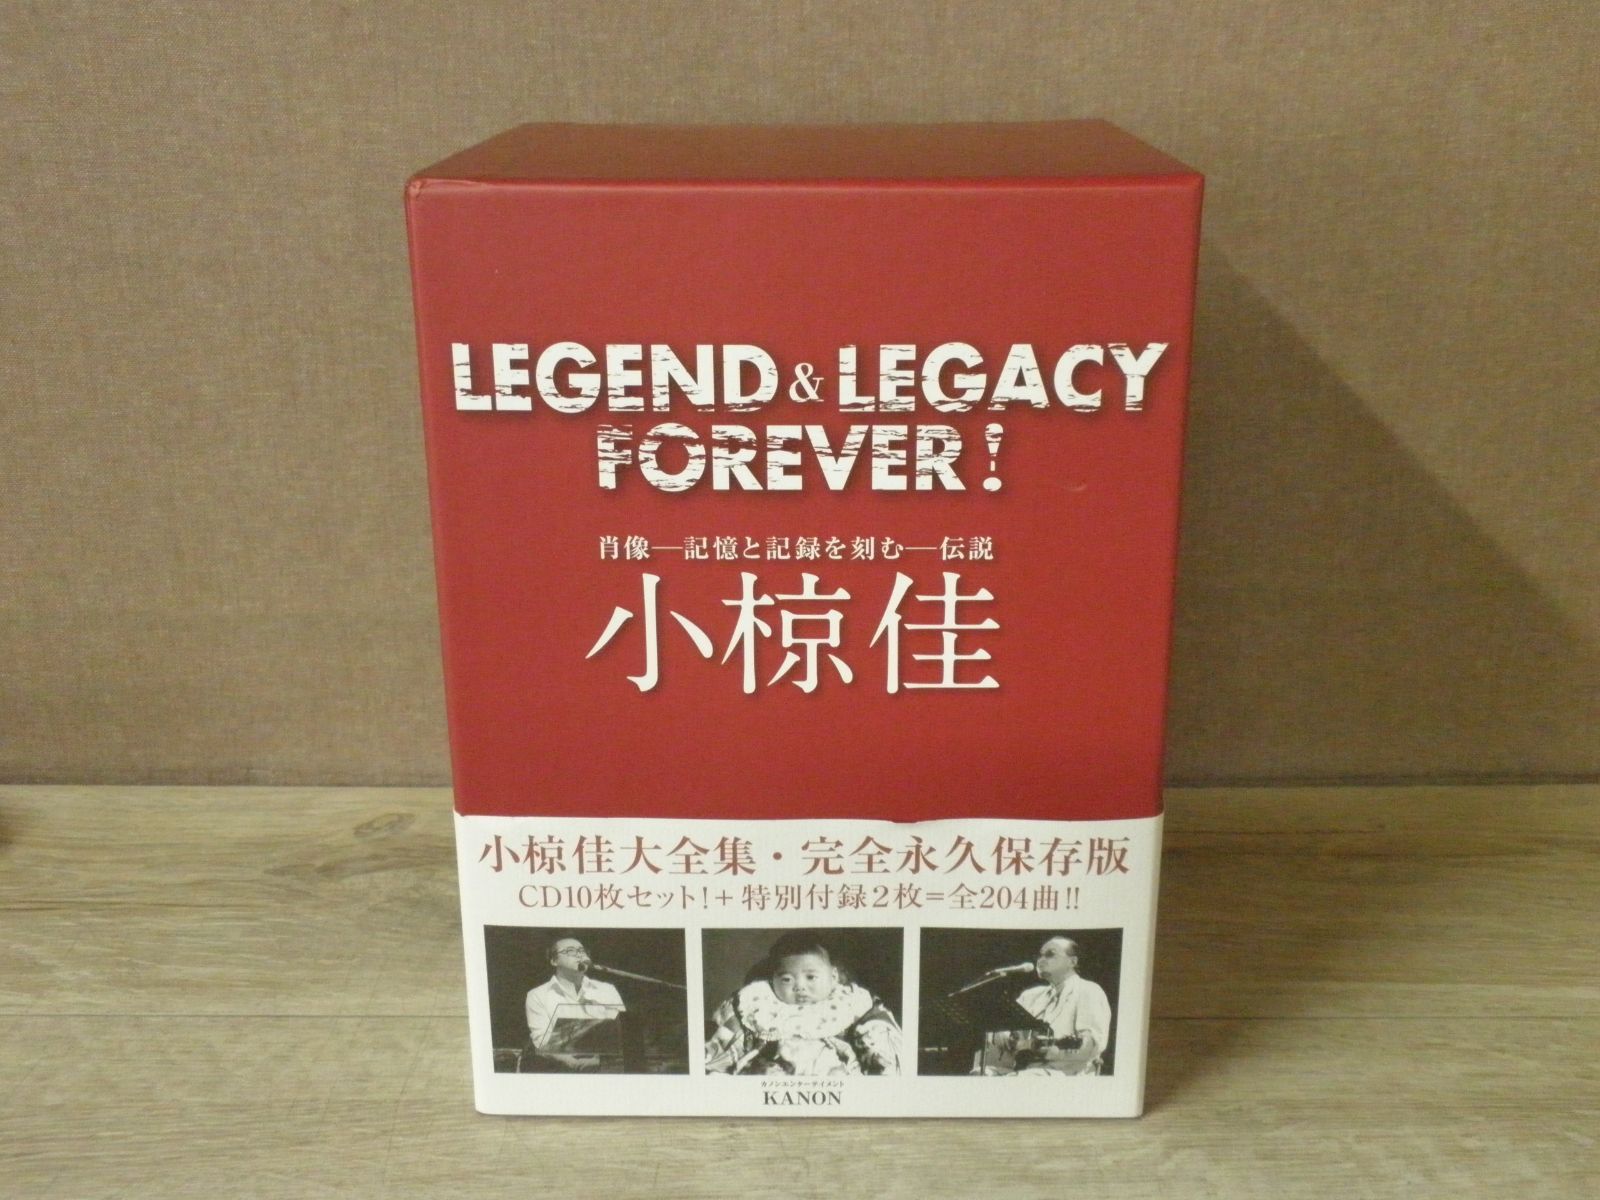 LEGEND & LEGACY
FOREVER!
肖像―記憶と記録を刻む―伝説
小椋佳
小椋佳大全集・完全永久保存版
CD10枚セット!+特別付録2枚=全204曲!!
カノンエンターテイメント
KANON